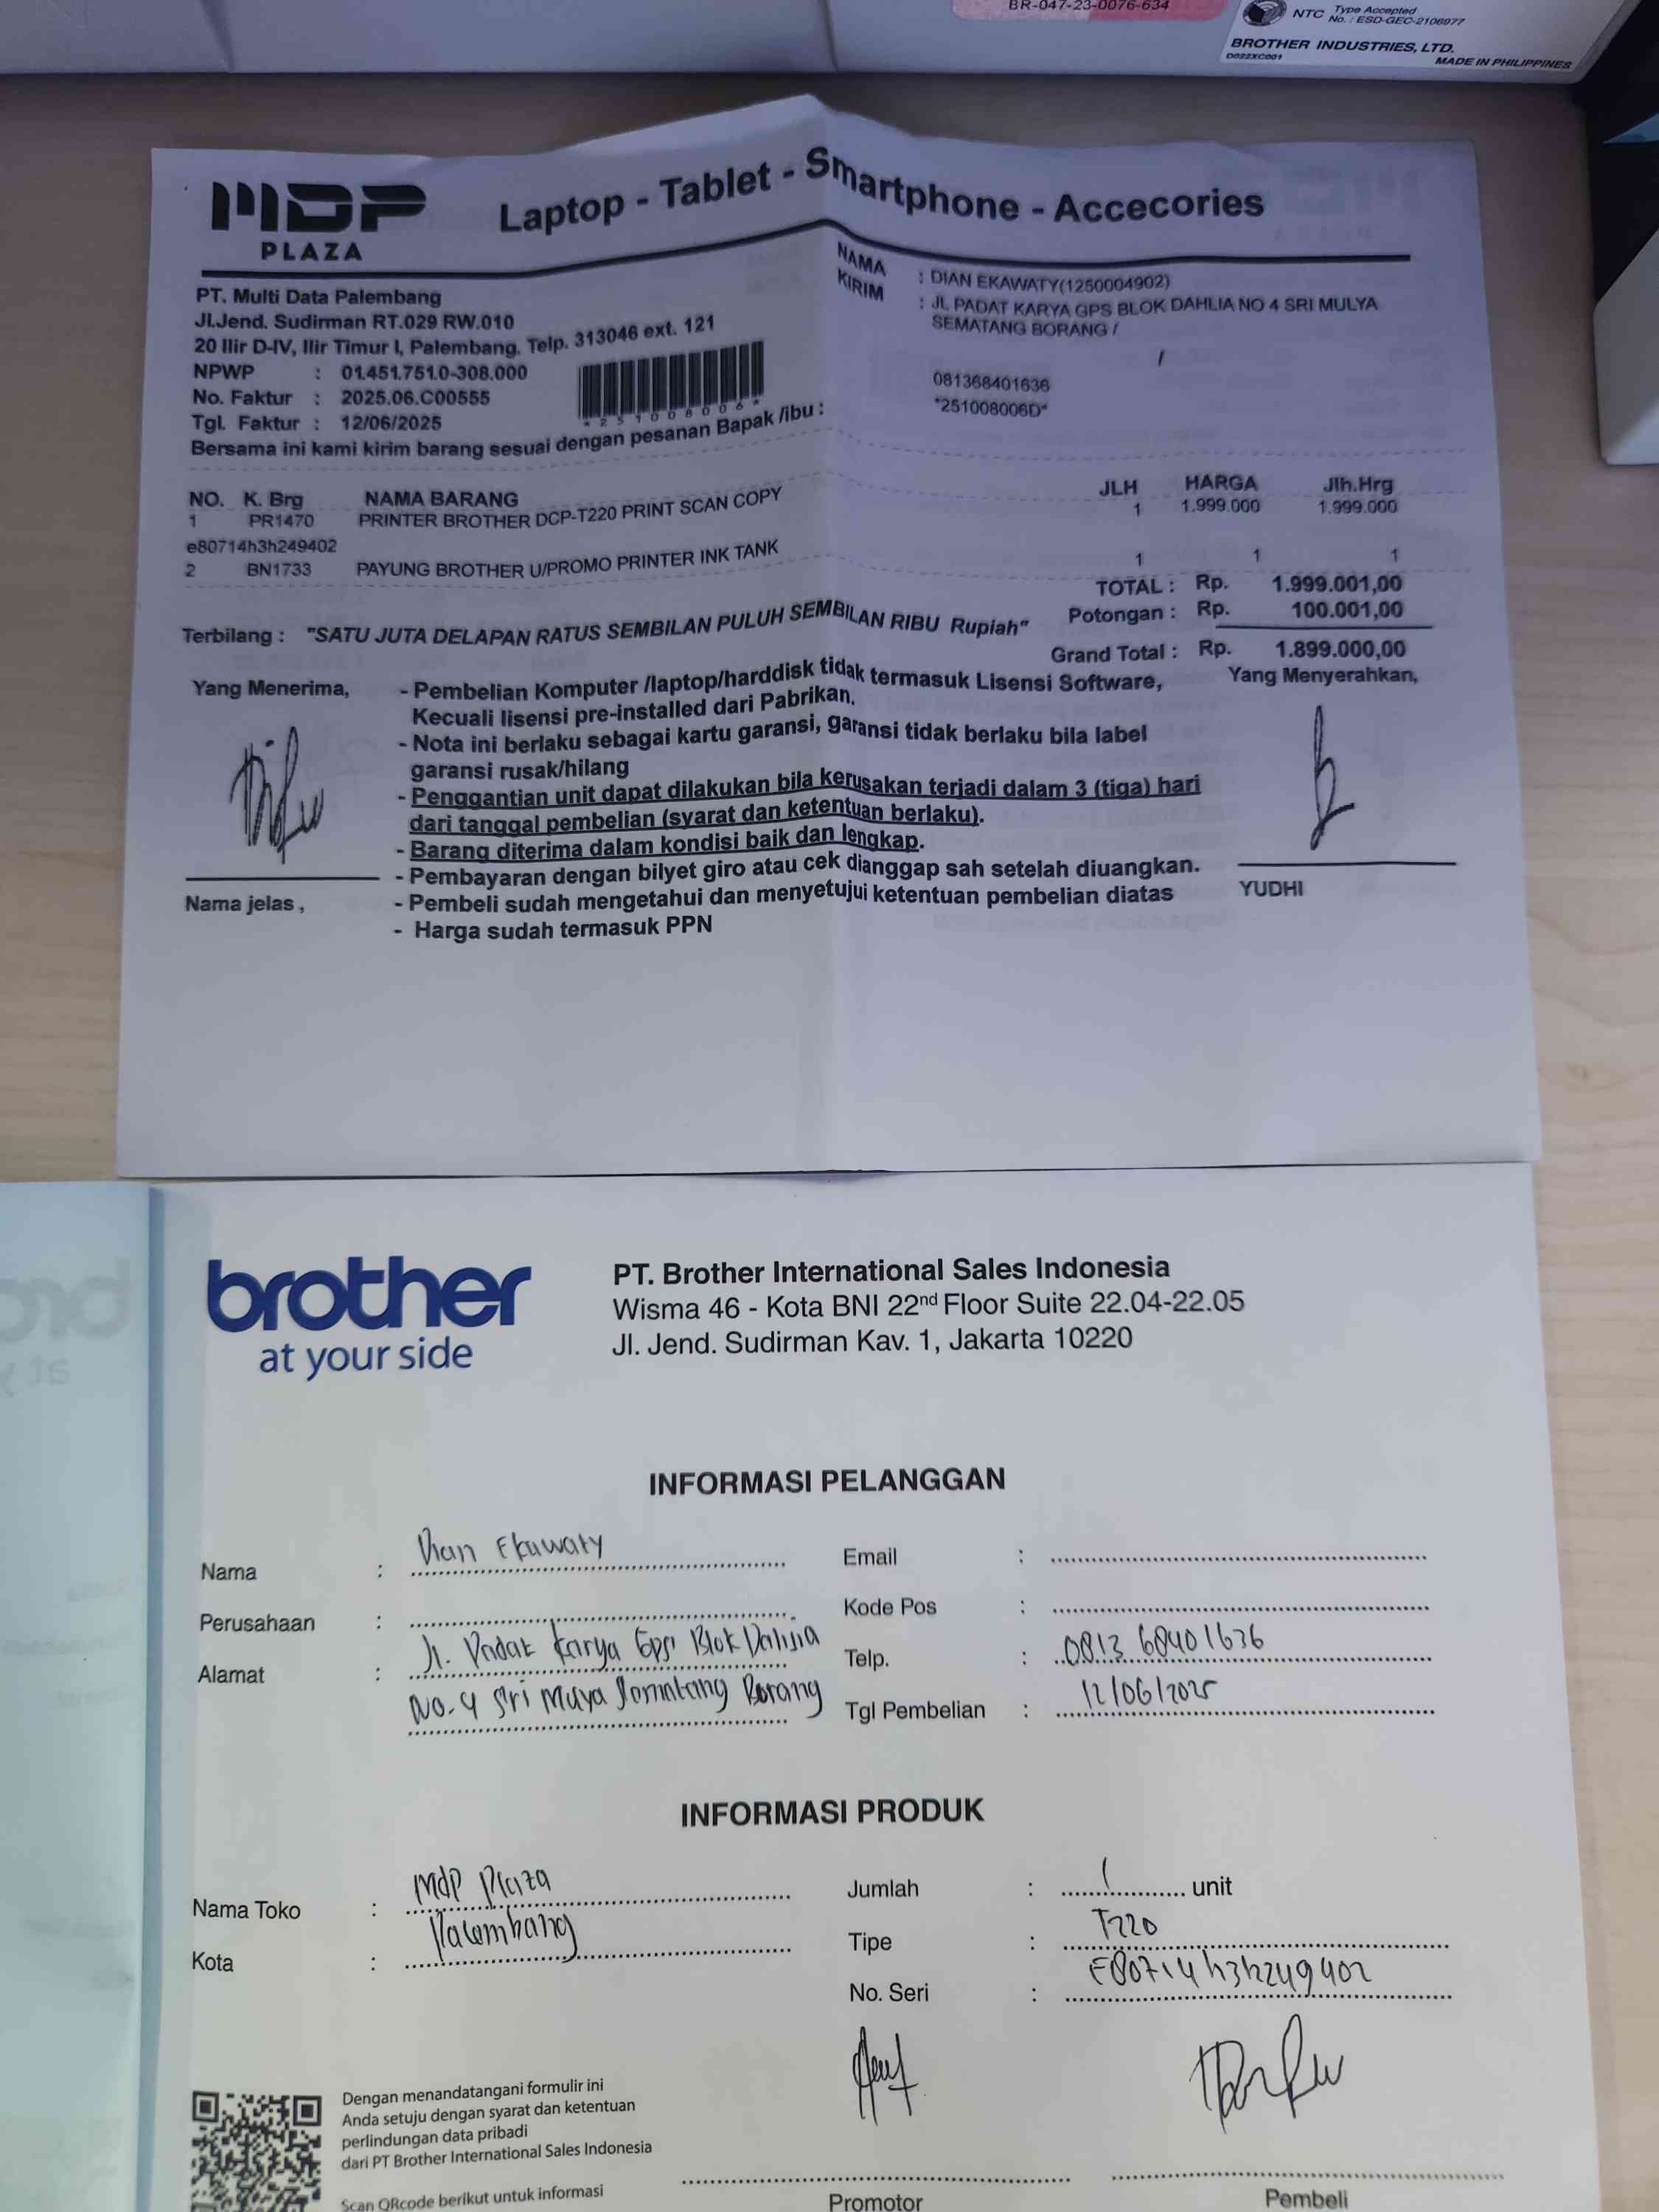 BR-047-23-0076-634
NTC Type Accepted
No. : ESD-GEC-2106977
BROTHER INDUSTRIES, LTD.
D022XC001
MADE IN PHILIPPINES
MDP
PLAZA
Laptop - Tablet - Smartphone - Accecories
PT. Multi Data Palembang
Jl.Jend. Sudirman RT.029 RW.010
20 Ilir D-IV, Ilir Timur I, Palembang. Telp. 313046 ext. 121
NPWP : 01.451.751.0-308.000
No. Faktur : 2025.06.C00555
Tgl. Faktur : 12/06/2025
*251008006*
NAMA : DIAN EKAWATY(1250004902)
KIRIM : JL PADAT KARYA GPS BLOK DAHLIA NO 4 SRI MULYA
SEMATANG BORANG /
/
081368401636
*251008006D*
Bersama ini kami kirim barang sesuai dengan pesanan Bapak /ibu :
NO. K. Brg NAMA BARANG JLH HARGA Jlh.Hrg
1 PR1470 PRINTER BROTHER DCP-T220 PRINT SCAN COPY 1 1.999.000 1.999.000
e80714h3h249402
2 BN1733 PAYUNG BROTHER U/PROMO PRINTER INK TANK 1 1 1
TOTAL : Rp. 1.999.001,00
Potongan : Rp. 100.001,00
Terbilang : "SATU JUTA DELAPAN RATUS SEMBILAN PULUH SEMBILAN RIBU Rupiah"
Grand Total : Rp. 1.899.000,00
Yang Menerima,
- Pembelian Komputer /laptop/harddisk tidak termasuk Lisensi Software,
Kecuali lisensi pre-installed dari Pabrikan.
- Nota ini berlaku sebagai kartu garansi, garansi tidak berlaku bila label
garansi rusak/hilang
- Penggantian unit dapat dilakukan bila kerusakan terjadi dalam 3 (tiga) hari
dari tanggal pembelian (syarat dan ketentuan berlaku).
- Barang diterima dalam kondisi baik dan lengkap.
- Pembayaran dengan bilyet giro atau cek dianggap sah setelah diuangkan.
- Pembeli sudah mengetahui dan menyetujui ketentuan pembelian diatas
- Harga sudah termasuk PPN
Nama jelas ,
Yang Menyerahkan,
YUDHI
brother
at your side
PT. Brother International Sales Indonesia
Wisma 46 - Kota BNI 22nd Floor Suite 22.04-22.05
Jl. Jend. Sudirman Kav. 1, Jakarta 10220
INFORMASI PELANGGAN
Nama : Dian Ekawaty
Perusahaan :
Alamat : Jl. Padat Karya Gps Blok Dahlia
No. 4 Sri Muya Sematang Borang
Email :
Kode Pos :
Telp. : 0813 68401636
Tgl Pembelian : 12/06/2025
INFORMASI PRODUK
Nama Toko : Mdp Plaza
Kota : Palembang
Jumlah : 1 unit
Tipe : T220
No. Seri : E80714h3h249402
Dengan menandatangani formulir ini
Anda setuju dengan syarat dan ketentuan
perlindungan data pribadi
dari PT Brother International Sales Indonesia
Scan QRcode berikut untuk informasi
Promotor
Pembeli